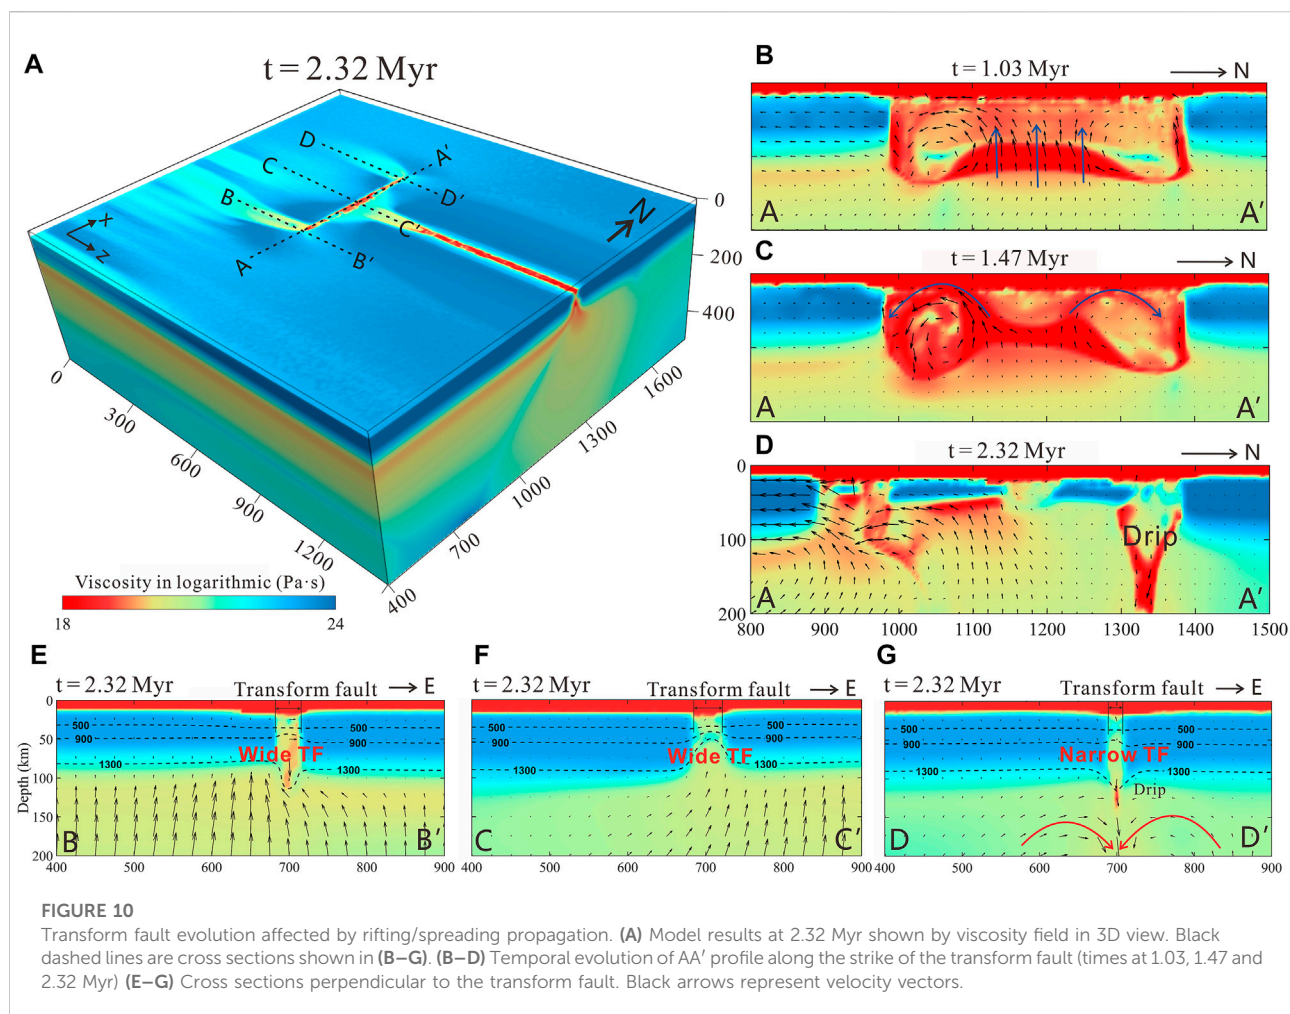 A
t = 2.32 Myr
D
A′
C
B
D′
N
C′
x
z
A
B′
0
200
400
0
300
600
900
1200
400
700
1000
1300
1600
Viscosity in logarithmic (Pa·s)
18
24
B
t = 1.03 Myr
N
A
A′
C
t = 1.47 Myr
N
A
A′
D
t = 2.32 Myr
N
0
100
200
Drip
A
A′
800
900
1000
1100
1200
1300
1400
1500
E
t = 2.32 Myr
Transform fault
E
Depth (km)
0
50
100
150
200
500
900
1300
500
900
1300
Wide TF
B
B′
400
500
600
700
800
900
F
t = 2.32 Myr
Transform fault
E
500
900
1300
500
900
1300
Wide TF
C
C′
400
500
600
700
800
900
G
t = 2.32 Myr
Transform fault
E
500
900
1300
500
900
1300
Narrow TF
Drip
D
D′
400
500
600
700
800
900
FIGURE 10
Transform fault evolution affected by rifting/spreading propagation. (A) Model results at 2.32 Myr shown by viscosity field in 3D view. Black
dashed lines are cross sections shown in (B–G). (B–D) Temporal evolution of AA′ profile along the strike of the transform fault (times at 1.03, 1.47 and
2.32 Myr) (E–G) Cross sections perpendicular to the transform fault. Black arrows represent velocity vectors.